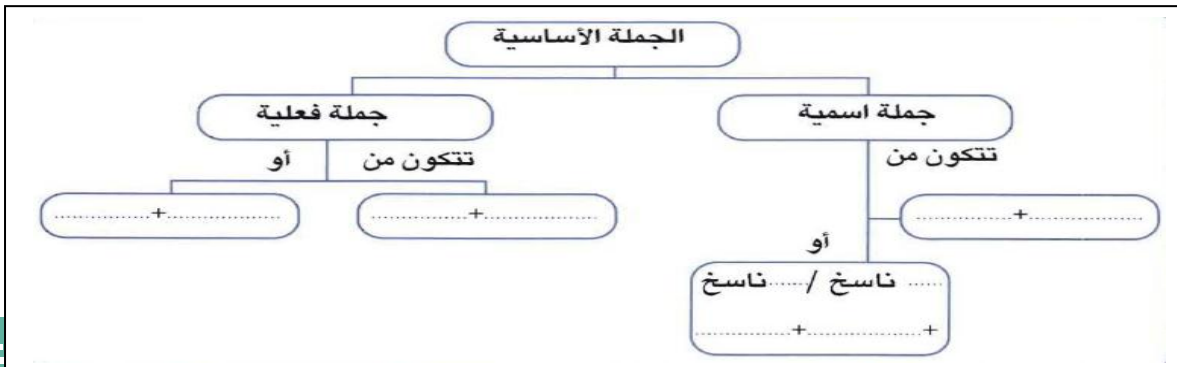 الجملة الأساسية
جملة اسمية
جملة فعلية
تتكون من
تتكون من
أو
..............+................
..............+................
..............+................
أو
...... ناسخ /......ناسخ
+................+..............